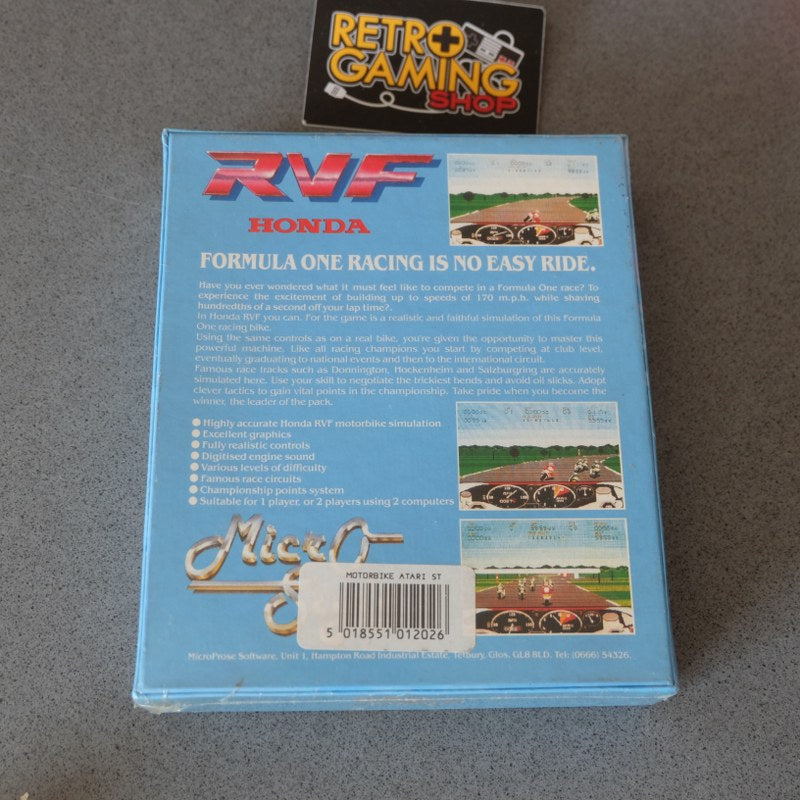 RETRO
GAMING
SHOP
RVF
HONDA
FORMULA ONE RACING IS NO EASY RIDE.
Have you ever wondered what it must feel like to compete in a Formula One race? To
experience the excitement of building up to speeds of 170 m.p.h. while shaving
hundredths of a second off your lap time?.
In Honda RVF you can. For the game is a realistic and faithful simulation of this Formula
One racing bike.
Using the same controls as on a real bike, you're given the opportunity to master this
powerful machine. Like all racing champions you start by competing at club level,
eventually graduating to national events and then to the international circuit.
Famous race tracks such as Donnington, Hockenheim and Salzburgring are accurately
simulated here. Use your skill to negotiate the trickiest bends and avoid oil slicks. Adopt
clever tactics to gain vital points in the championship. Take pride when you become the
winner, the leader of the pack.
Highly accurate Honda RVF motorbike simulation
Excellent graphics
Fully realistic controls
Digitised engine sound
Various levels of difficulty
Famous race circuits
Championship points system
Suitable for 1 player, or 2 players using 2 computers
Micro
MOTORBIKE ATARI ST
5 018551 012026
MicroProse Software, Unit 1, Hampton Road Industrial Estate, Tetbury, Glos. GL8 8LD. Tel: (0666) 54326.